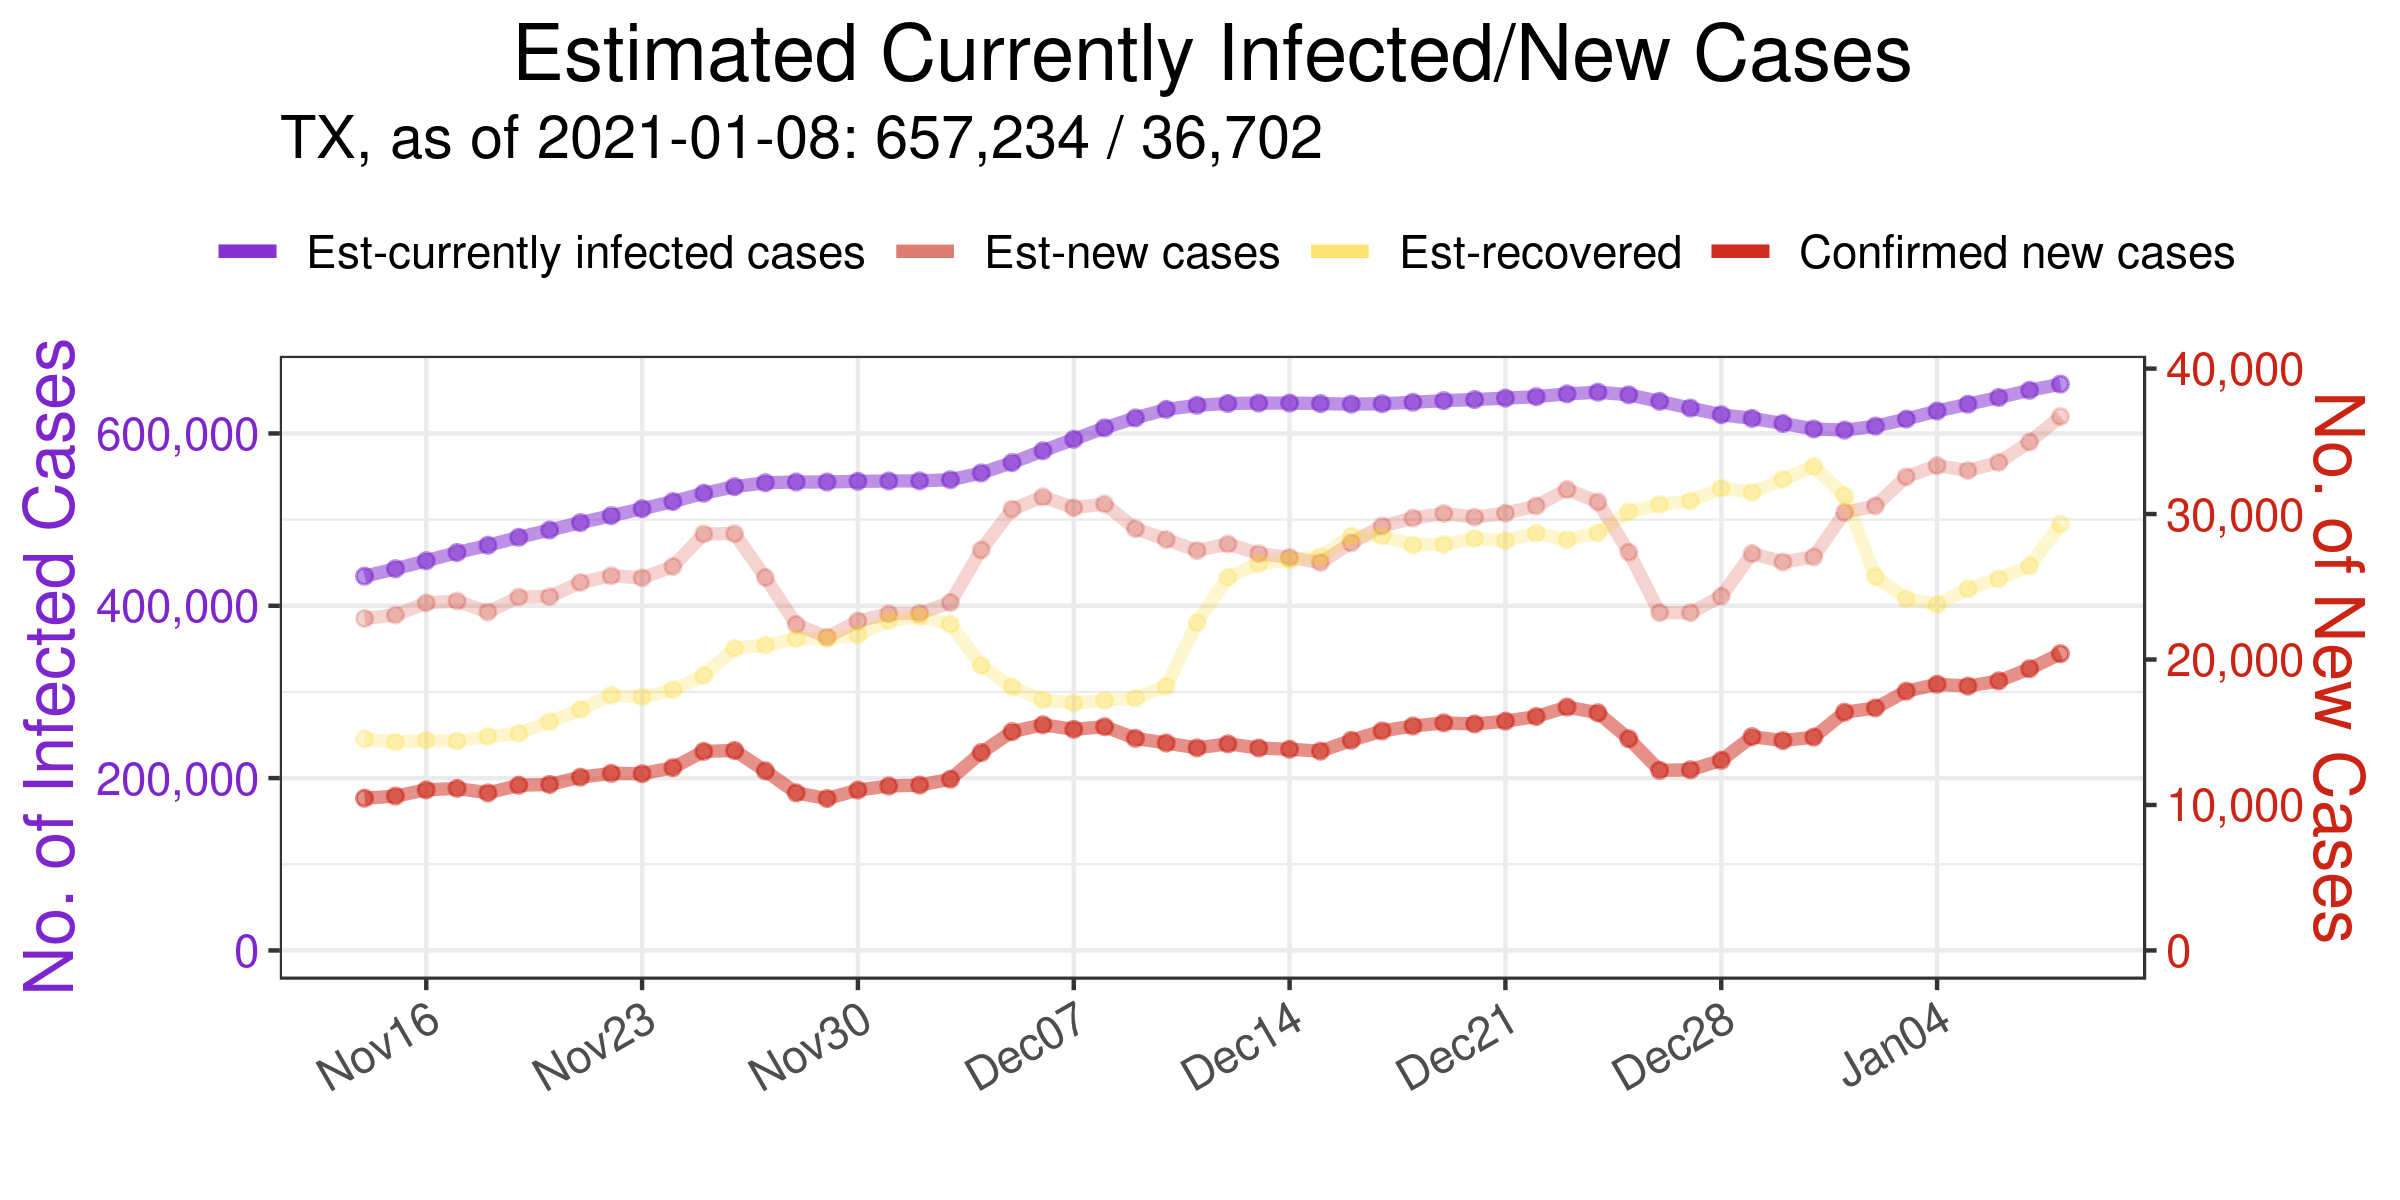 Estimated Currently Infected/New Cases
TX, as of 2021-01-08: 657,234 / 36,702
Est-currently infected cases Est-new cases Est-recovered Confirmed new cases
No. of Infected Cases
600,000
400,000
200,000
0
40,000
30,000
20,000
10,000
0
No. of New Cases
Nov16 Nov23 Nov30 Dec07 Dec14 Dec21 Dec28 Jan04